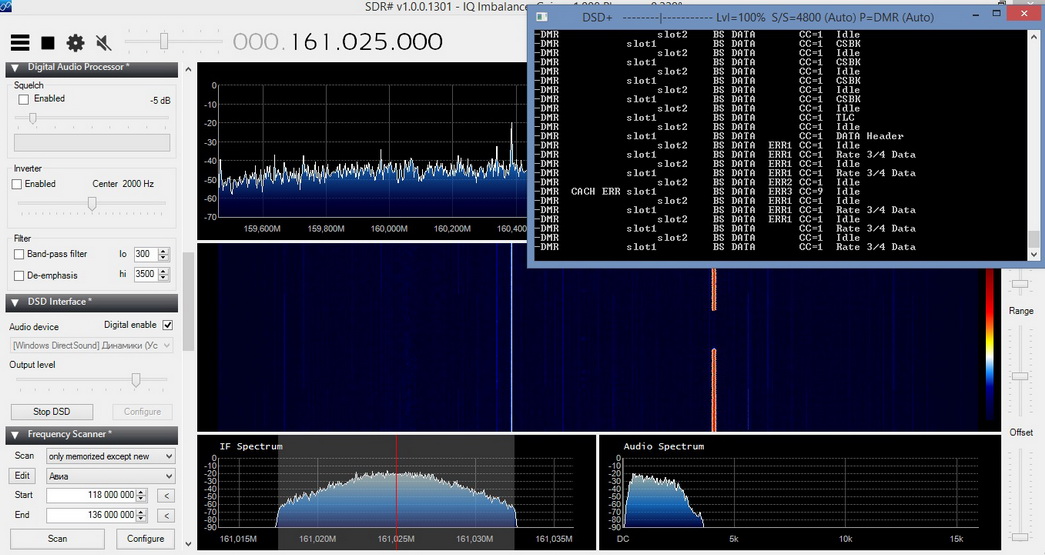 SDR# v1.0.0.1301 - IQ Imbalance:
DSD+ --------|----------- Lvl=100% S/S=4800 (Auto) P=DMR (Auto)
000.161.025.000
-DMR slot2 BS DATA CC=1 Idle
-DMR slot1 BS DATA CC=1 CSBK
-DMR slot2 BS DATA CC=1 Idle
-DMR slot1 BS DATA CC=1 CSBK
-DMR slot2 BS DATA CC=1 Idle
-DMR slot1 BS DATA CC=1 CSBK
-DMR slot2 BS DATA CC=1 Idle
-DMR slot1 BS DATA CC=1 CSBK
-DMR slot2 BS DATA CC=1 Idle
-DMR slot1 BS DATA CC=1 TLC
-DMR slot2 BS DATA CC=1 Idle
-DMR slot1 BS DATA CC=1 DATA Header
-DMR slot2 BS DATA ERR1 CC=1 Idle
-DMR slot1 BS DATA ERR1 CC=1 Rate 3/4 Data
-DMR slot2 BS DATA ERR1 CC=1 Idle
-DMR slot1 BS DATA ERR1 CC=1 Rate 3/4 Data
-DMR slot2 BS DATA ERR2 CC=1 Idle
-DMR CACH ERR slot1 BS DATA ERR3 CC=9 Idle
-DMR slot2 BS DATA ERR1 CC=1 Idle
-DMR slot1 BS DATA ERR1 CC=1 Rate 3/4 Data
-DMR slot2 BS DATA ERR1 CC=1 Idle
-DMR slot1 BS DATA CC=1 Rate 3/4 Data
-DMR slot2 BS DATA CC=1 Idle
-DMR slot1 BS DATA CC=1 Rate 3/4 Data
Digital Audio Processor *
Squelch
Enabled -5 dB
Inverter
Enabled Center 2000 Hz
Filter
Band-pass filter lo 300
De-emphasis hi 3500
DSD Interface *
Audio device Digital enable
[Windows DirectSound] Динамики (Ус
Output level
Stop DSD Configure
Frequency Scanner *
Scan only memorized except new
Edit Авиа
Start 118 000 000 <
End 136 000 000 <
Scan Configure
0
-10
-20
-30
-40
-50
-60
-70
159,600M 159,800M 160,000M 160,200M 160,400
Range
Offset
IF Spectrum
0
-10
-20
-30
-40
-50
-60
-70
-80
-90
161,015M 161,020M 161,025M 161,030M 161,035M
Audio Spectrum
0
-10
-20
-30
-40
-50
-60
-70
-80
-90
DC 5k 10k 15k